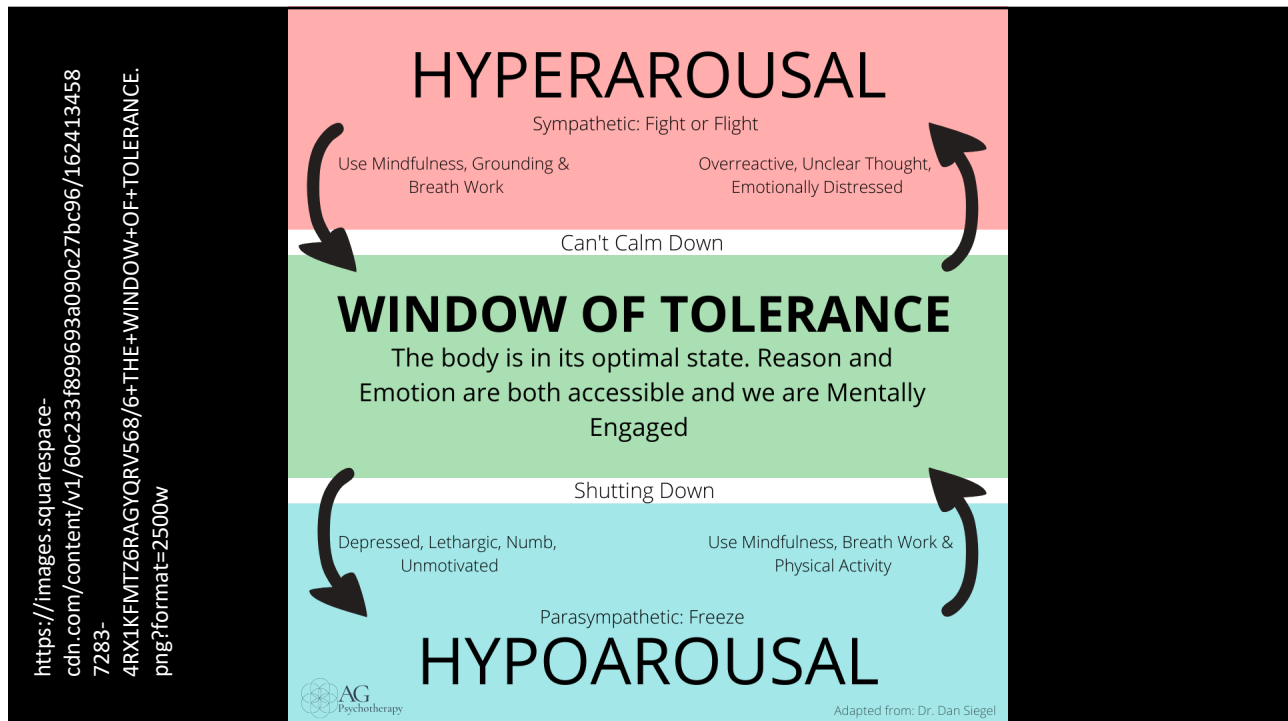 https://images.squarespace-
cdn.com/content/v1/60c233f899693a090c27bc96/162413458
7283-
4RX1KFMTZ6RAGYQRV568/6+THE+WINDOW+OF+TOLERANCE.
png?format=2500w
HYPERAROUSAL
Sympathetic: Fight or Flight
Use Mindfulness, Grounding &
Breath Work
Overreactive, Unclear Thought,
Emotionally Distressed
Can't Calm Down
WINDOW OF TOLERANCE
The body is in its optimal state. Reason and
Emotion are both accessible and we are Mentally
Engaged
Shutting Down
Depressed, Lethargic, Numb,
Unmotivated
Use Mindfulness, Breath Work &
Physical Activity
Parasympathetic: Freeze
HYPOAROUSAL
AG
Psychotherapy
Adapted from: Dr. Dan Siegel